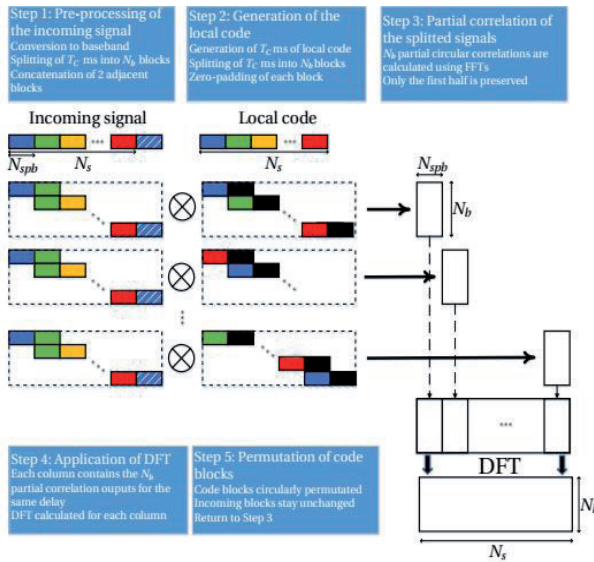 Step 1: Pre-processing of
the incoming signal
Conversion to baseband
Splitting of T_C ms into N_b blocks
Concatenation of 2 adjacent
blocks
Step 2: Generation of the
local code
Generation of T_C ms of local code
Splitting of T_C ms into N_b blocks
Zero-padding of each block
Step 3: Partial correlation of
the splitted signals
N_b partial circular correlations are
calculated using FFTs
Only the first half is preserved
Incoming signal
Local code
N_spb
N_s
N_s
N_spb
N_b
Step 4: Application of DFT
Each column contains the N_b
partial correlation ouputs for the
same delay
DFT calculated for each column
Step 5: Permutation of code
blocks
Code blocks circularly permutated
Incoming blocks stay unchanged
Return to Step 3
DFT
N_s